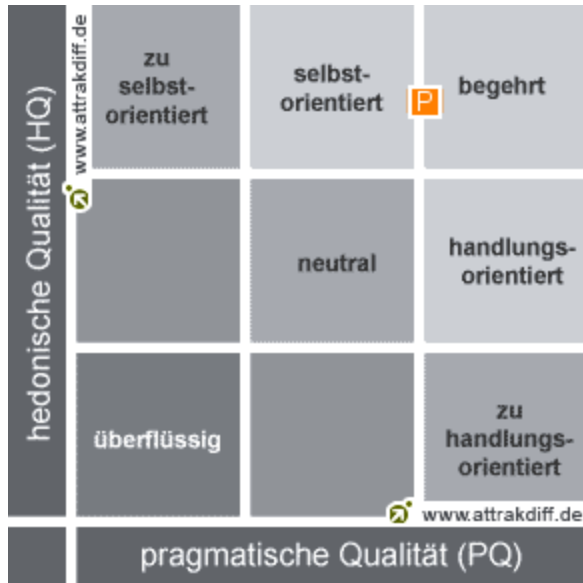 hedonische Qualität (HQ)
www.attrakdiff.de
zu
selbst-
orientiert
selbst-
orientiert
P
begehrt
neutral
handlungs-
orientiert
überflüssig
zu
handlungs-
orientiert
www.attrakdiff.de
pragmatische Qualität (PQ)